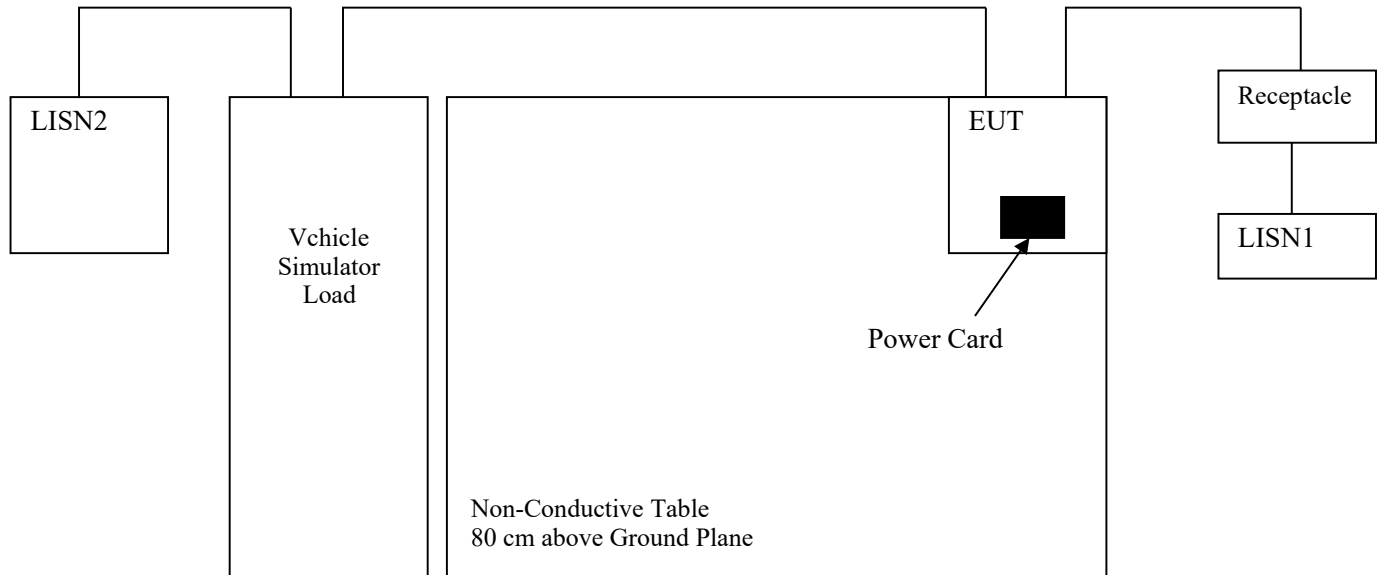 LISN2
Vchicle
Simulator
Load
EUT
Receptacle
LISN1
Power Card
Non-Conductive Table
80 cm above Ground Plane